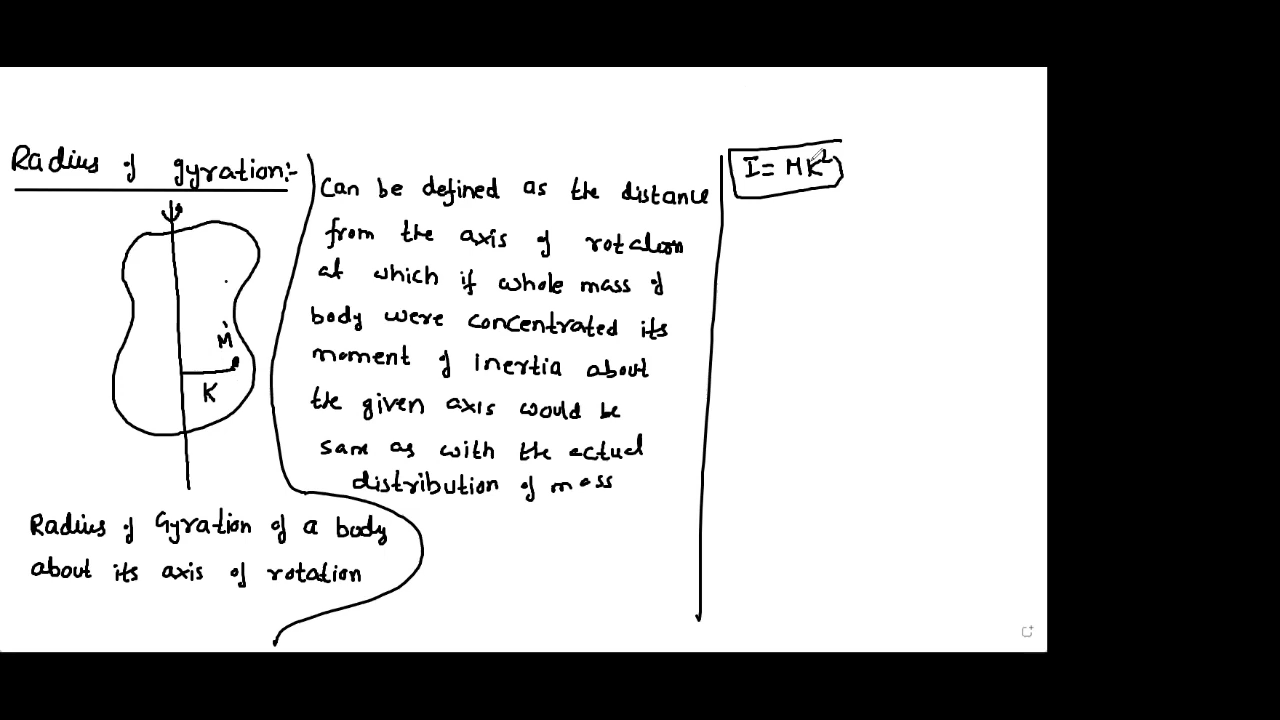 Radius of gyration:-
M
K
Radius of Gyration of a body
about its axis of rotation
Can be defined as the distance
from the axis of rotation
at which if whole mass of
body were concentrated its
moment of inertia about
the given axis would be
same as with the actual
distribution of mass
I = MK²